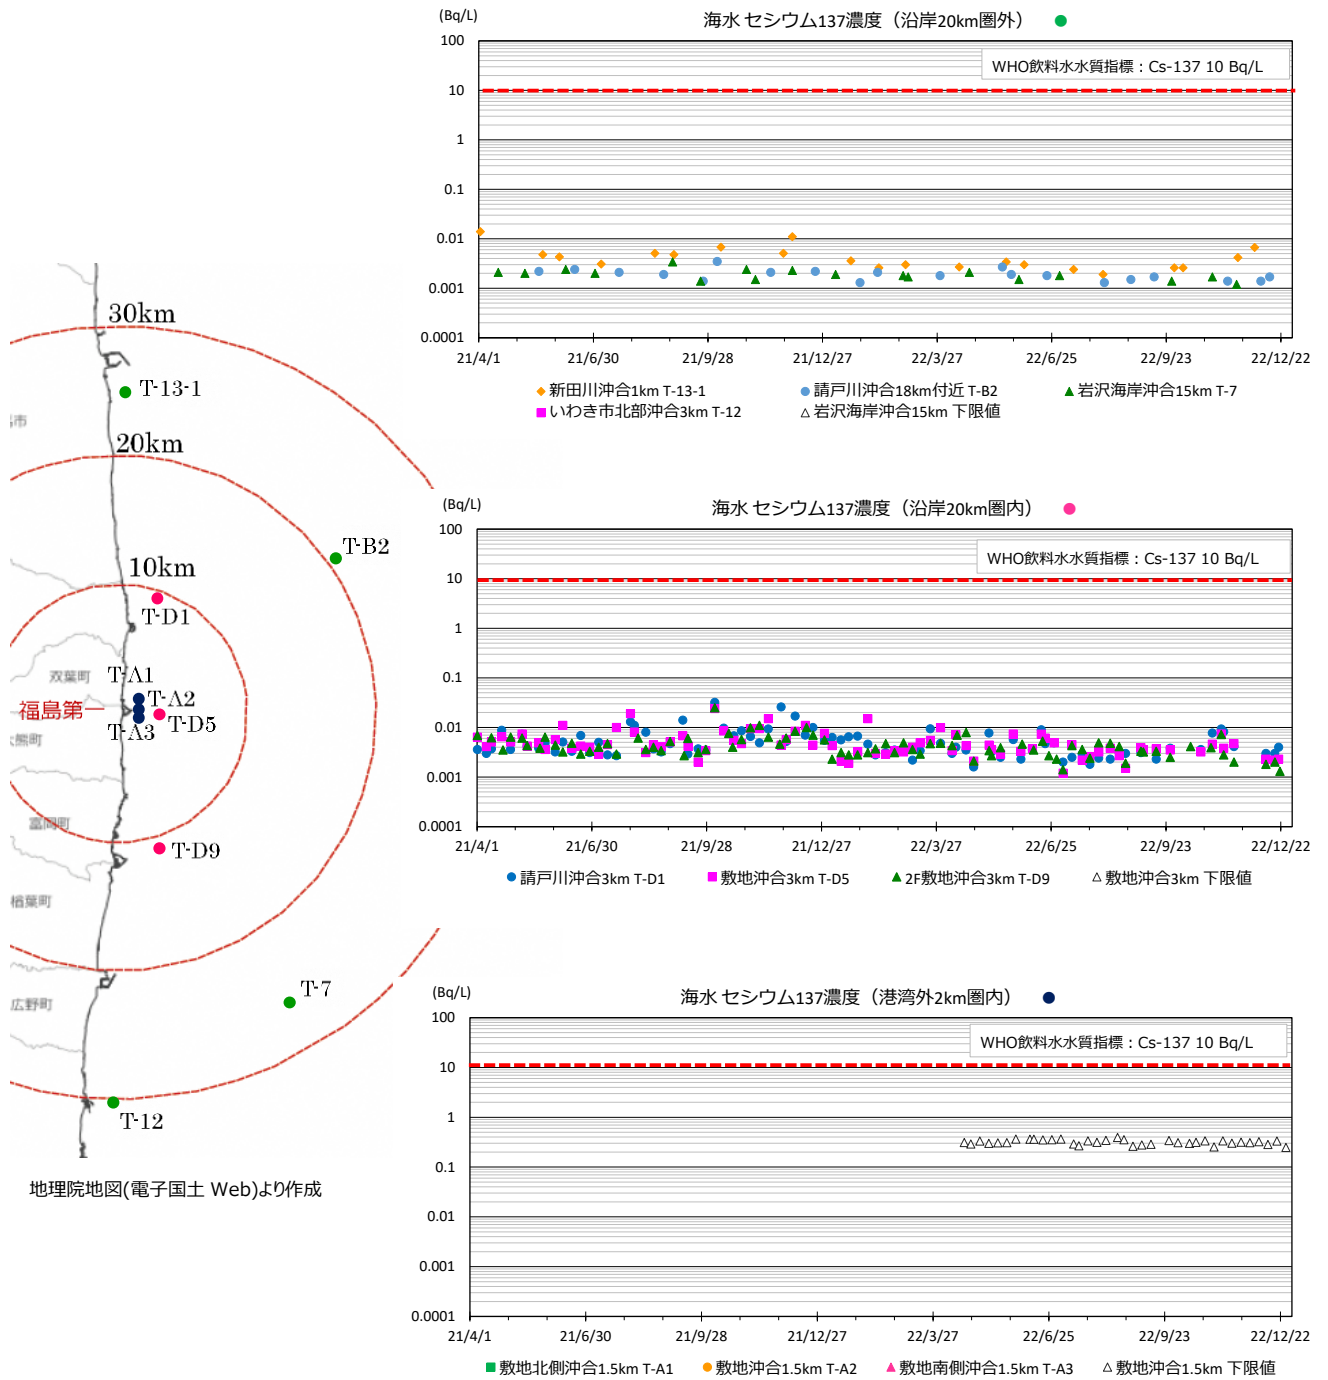 (Bq/L)
海水 セシウム137濃度（沿岸20km圏外）
WHO飲料水水質指標：Cs-137 10 Bq/L
100
10
1
0.1
0.01
0.001
0.0001
21/4/1 21/6/30 21/9/28 21/12/27 22/3/27 22/6/25 22/9/23 22/12/22
新田川沖合1km T-13-1 請戸川沖合18km付近 T-B2 岩沢海岸沖合15km T-7
いわき市北部沖合3km T-12 岩沢海岸沖合15km 下限値
30km
T-13-1
20km
T-B2
10km
T-D1
双葉町
T-A1
T-A2
福島第一
T-D5
T-A3
熊町
富岡町
T-D9
楢葉町
T-7
広野町
T-12
地理院地図(電子国土 Web)より作成
(Bq/L)
海水 セシウム137濃度（沿岸20km圏内）
WHO飲料水水質指標：Cs-137 10 Bq/L
100
10
1
0.1
0.01
0.001
0.0001
21/4/1 21/6/30 21/9/28 21/12/27 22/3/27 22/6/25 22/9/23 22/12/22
請戸川沖合3km T-D1 敷地沖合3km T-D5 2F敷地沖合3km T-D9 敷地沖合3km 下限値
(Bq/L)
海水 セシウム137濃度（港湾外2km圏内）
WHO飲料水水質指標：Cs-137 10 Bq/L
100
10
1
0.1
0.01
0.001
0.0001
21/4/1 21/6/30 21/9/28 21/12/27 22/3/27 22/6/25 22/9/23 22/12/22
敷地北側沖合1.5km T-A1 敷地沖合1.5km T-A2 敷地南側沖合1.5km T-A3 敷地沖合1.5km 下限値